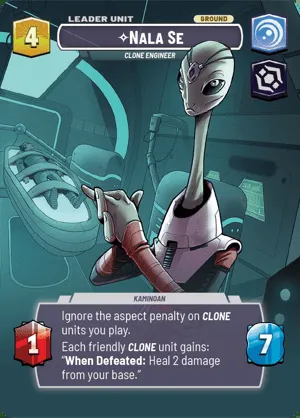 LEADER UNIT
GROUND
4
✧NALA SE
CLONE ENGINEER
KAMINOAN
Ignore the aspect penalty on CLONE
units you play.
Each friendly CLONE unit gains:
"When Defeated: Heal 2 damage
from your base."
1
7